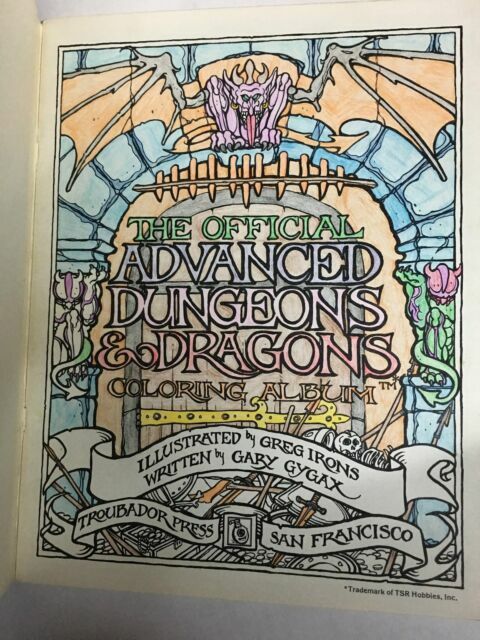 THE OFFICIAL
ADVANCED
DUNGEONS
& DRAGONS
COLORING ALBUM™
ILLUSTRATED by GREG IRONS
WRITTEN by GARY GYGAX
TROUBADOR PRESS SAN FRANCISCO
*Trademark of TSR Hobbies, Inc.